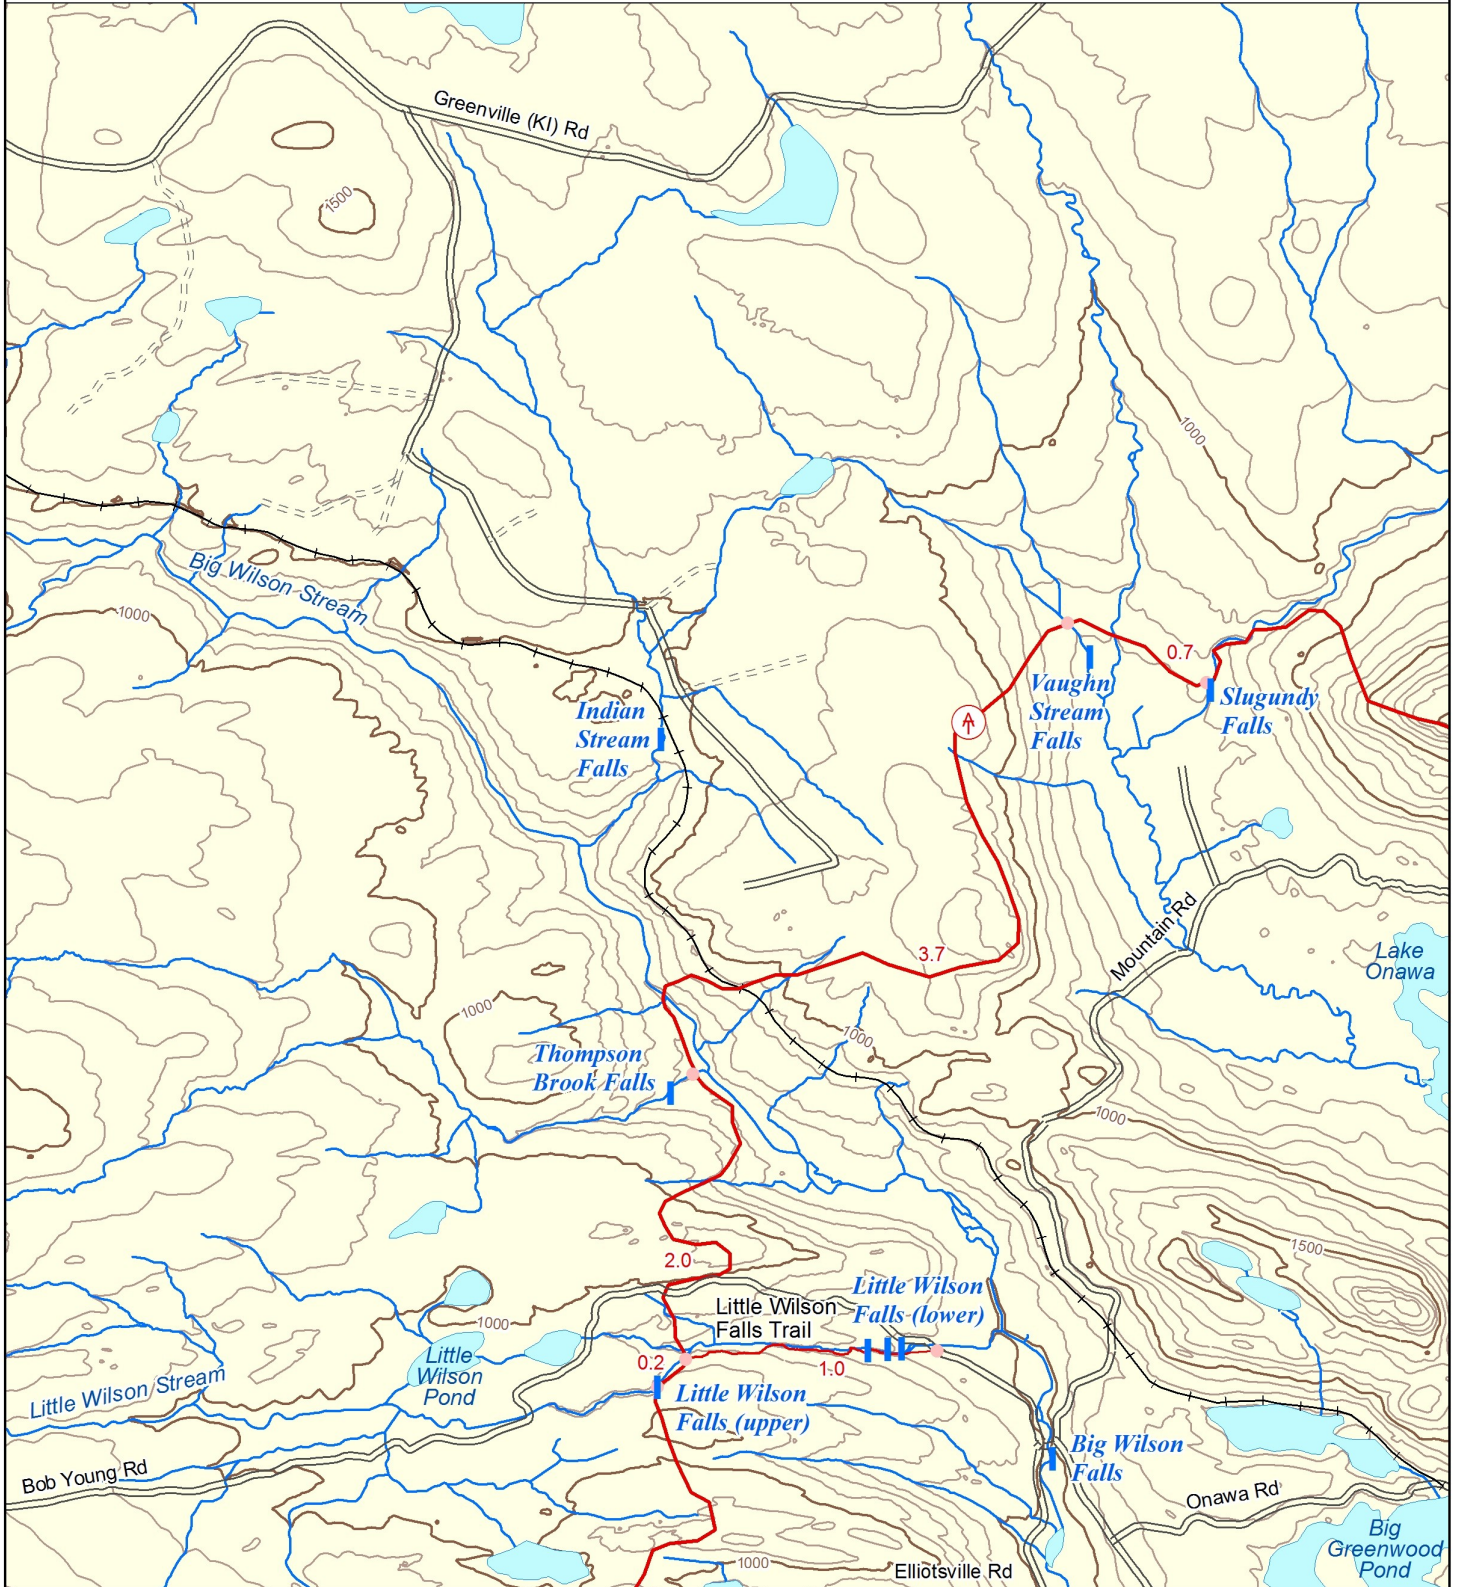 Greenville (KI) Rd
1500
1000
Big Wilson Stream
1000
0.7
Vaughn
Stream
Falls
Slugundy
Falls
Indian
Stream
Falls
Mountain Rd
3.7
Lake
Onawa
1000
1000
Thompson
Brook Falls
1000
1500
2.0
Little Wilson
Falls (lower)
Little Wilson
Falls Trail
1000
Little
Wilson
Pond
0.2
1.0
Little Wilson Stream
Little Wilson
Falls (upper)
Big Wilson
Falls
Bob Young Rd
Onawa Rd
Big
Greenwood
Pond
1000
Elliotsville Rd